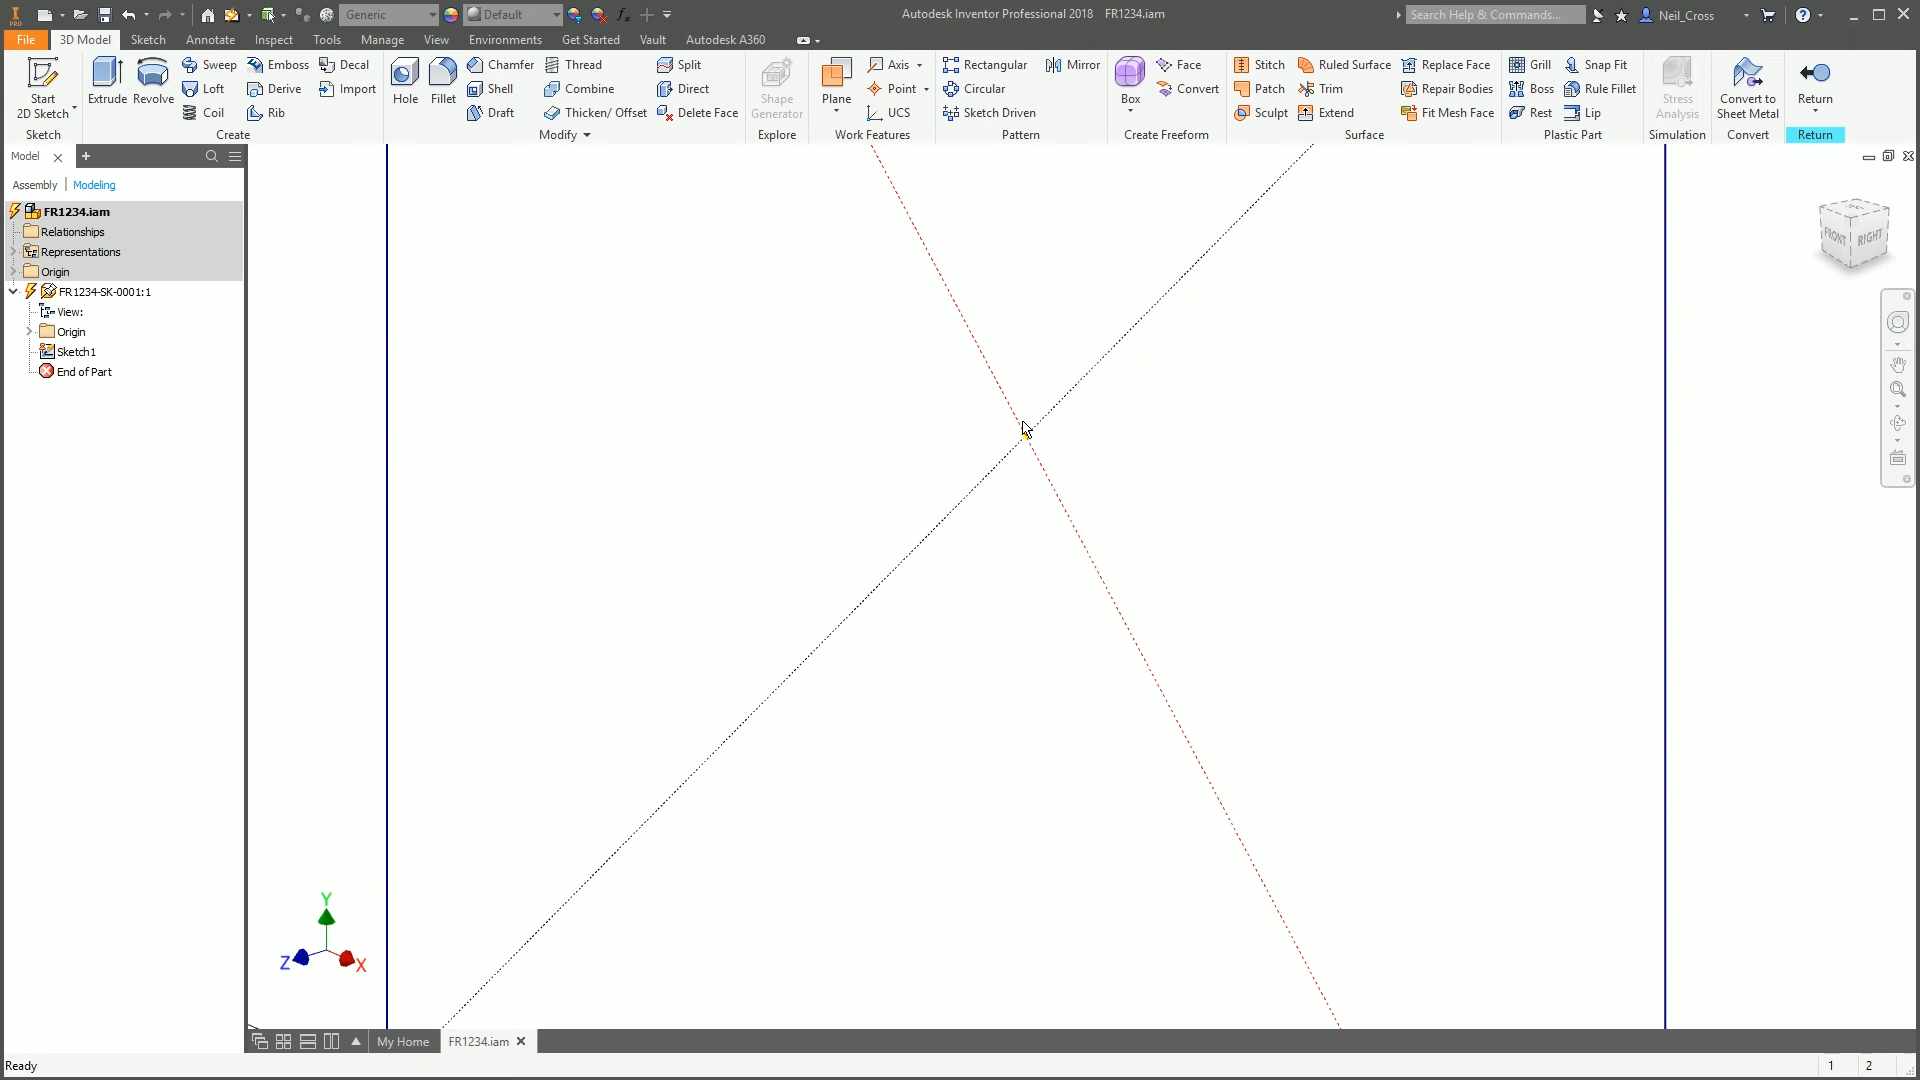 Generic
Default
Autodesk Inventor Professional 2018 FR1234.iam
Search Help & Commands...
Neil_Cross
File 3D Model Sketch Annotate Inspect Tools Manage View Environments Get Started Vault Autodesk A360
Start
2D Sketch
Sketch
Extrude Revolve
Sweep Emboss Decal
Loft Derive Import
Coil Rib
Create
Hole Fillet
Chamfer Thread Split
Shell Combine Direct
Draft Thicken/ Offset Delete Face
Modify
Shape
Generator
Explore
Plane
Axis
Point
UCS
Work Features
Rectangular Mirror
Circular
Sketch Driven
Pattern
Box
Face
Convert
Create Freeform
Stitch Ruled Surface Replace Face
Patch Trim Repair Bodies
Sculpt Extend Fit Mesh Face
Surface
Grill Snap Fit
Boss Rule Fillet
Rest Lip
Plastic Part
Stress
Analysis
Simulation
Convert to
Sheet Metal
Convert
Return
Return
Model
Assembly Modeling
FR1234.iam
Relationships
Representations
Origin
FR1234-SK-0001:1
View:
Origin
Sketch1
End of Part
FRONT RIGHT
Y
Z X
My Home FR1234.iam
Ready
1 2